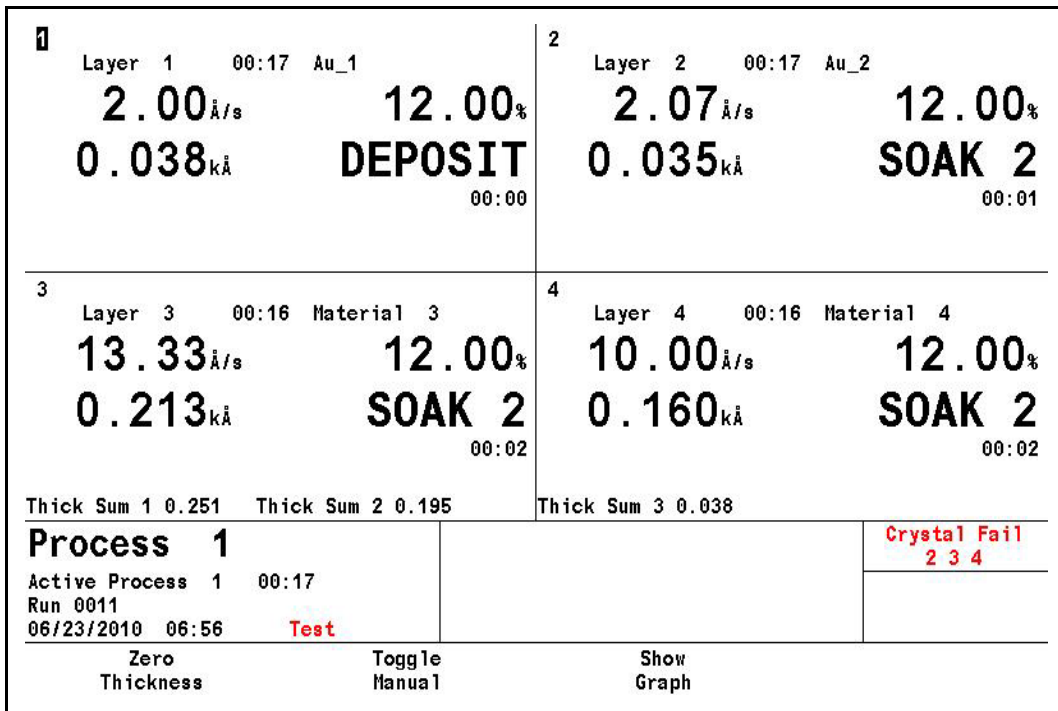 1
Layer 1 00:17 Au_1
2.00Å/s 12.00%
0.038kÅ DEPOSIT
00:00
2
Layer 2 00:17 Au_2
2.07Å/s 12.00%
0.035kÅ SOAK 2
00:01
3
Layer 3 00:16 Material 3
13.33Å/s 12.00%
0.213kÅ SOAK 2
00:02
4
Layer 4 00:16 Material 4
10.00Å/s 12.00%
0.160kÅ SOAK 2
00:02
Thick Sum 1 0.251 Thick Sum 2 0.195 Thick Sum 3 0.038
Process 1
Active Process 1 00:17
Run 0011
06/23/2010 06:56 Test
Crystal Fail
2 3 4
Zero
Thickness
Toggle
Manual
Show
Graph